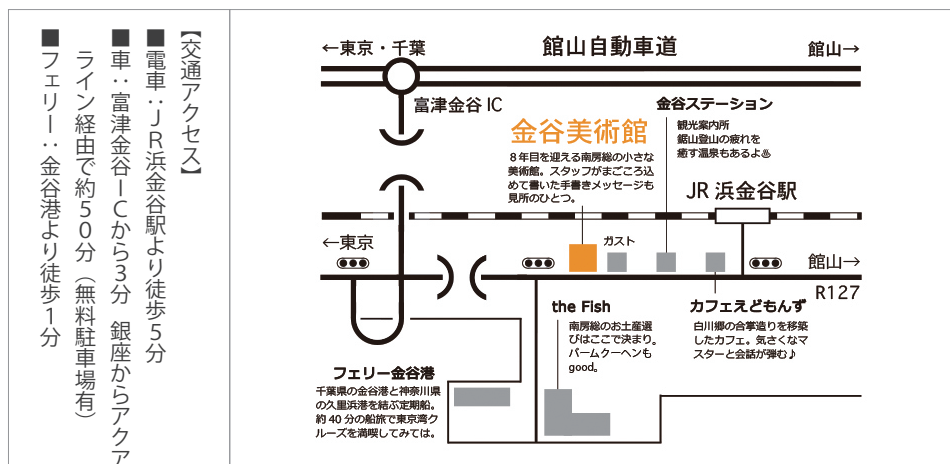 【交通アクセス】
■電車：ＪＲ浜金谷駅より徒歩５分
■車：富津金谷ＩＣから３分　銀座からアクア
ライン経由で約５０分（無料駐車場有）
■フェリー：金谷港より徒歩１分
←東京・千葉
館山自動車道
館山→
富津金谷 IC
金谷美術館
８年目を迎える南房総の小さな
美術館。スタッフがまごころ込
めて書いた手書きメッセージも
見所のひとつ。
金谷ステーション
観光案内所
鋸山登山の疲れを
癒す温泉もあるよ♨
JR 浜金谷駅
←東京
ガスト
館山→
R127
the Fish
南房総のお土産選
びはここで決まり。
バームクーヘンも
good。
カフェえどもんず
白川郷の合掌造りを移築
したカフェ。気さくなマ
スターと会話が弾む♪
フェリー金谷港
千葉県の金谷港と神奈川県
の久里浜港を結ぶ定期船。
約 40 分の船旅で東京湾ク
ルーズを満喫してみては。